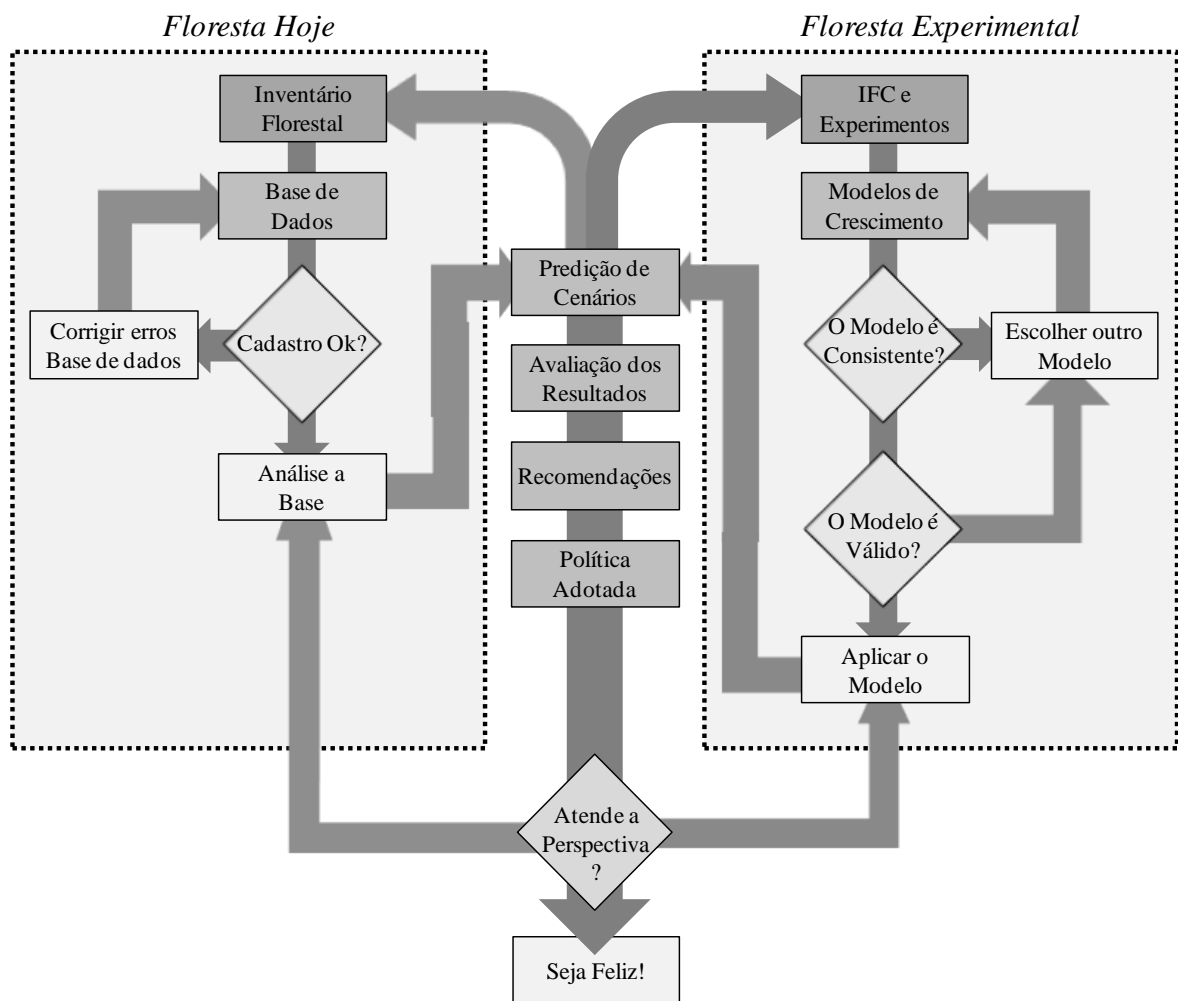 Floresta Hoje
Floresta Experimental
Inventário
Florestal
Base de
Dados
Cadastro Ok?
Corrigir erros
Base de dados
Análise a
Base
Predição de
Cenários
Avaliação dos
Resultados
Recomendações
Política
Adotada
IFC e
Experimentos
Modelos de
Crescimento
O Modelo é
Consistente?
Escolher outro
Modelo
O Modelo é
Válido?
Aplicar o
Modelo
Atende a
Perspectiva
?
Seja Feliz!